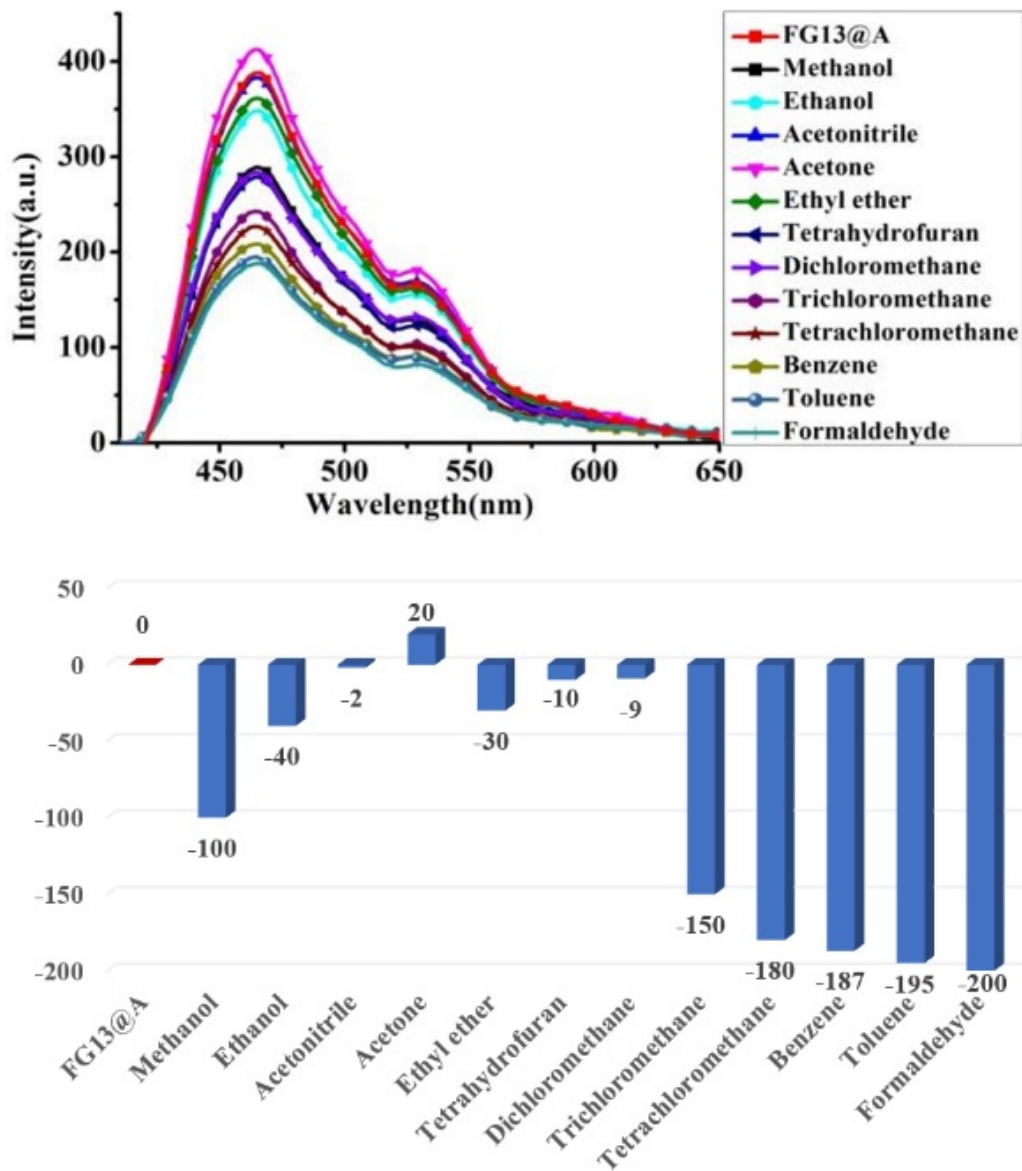 400
300
200
100
0
Intensity(a.u.)
450 500 550 600 650
Wavelength(nm)
FG13@A
Methanol
Ethanol
Acetonitrile
Acetone
Ethyl ether
Tetrahydrofuran
Dichloromethane
Trichloromethane
Tetrachloromethane
Benzene
Toluene
Formaldehyde
50
0
-50
-100
-150
-200
0
-100
-40
-2
20
-30
-10
-9
-150
-180
-187
-195
-200
FG13@A
Methanol
Ethanol
Acetonitrile
Acetone
Ethyl ether
Tetrahydrofuran
Dichloromethane
Trichloromethane
Tetrachloromethane
Benzene
Toluene
Formaldehyde